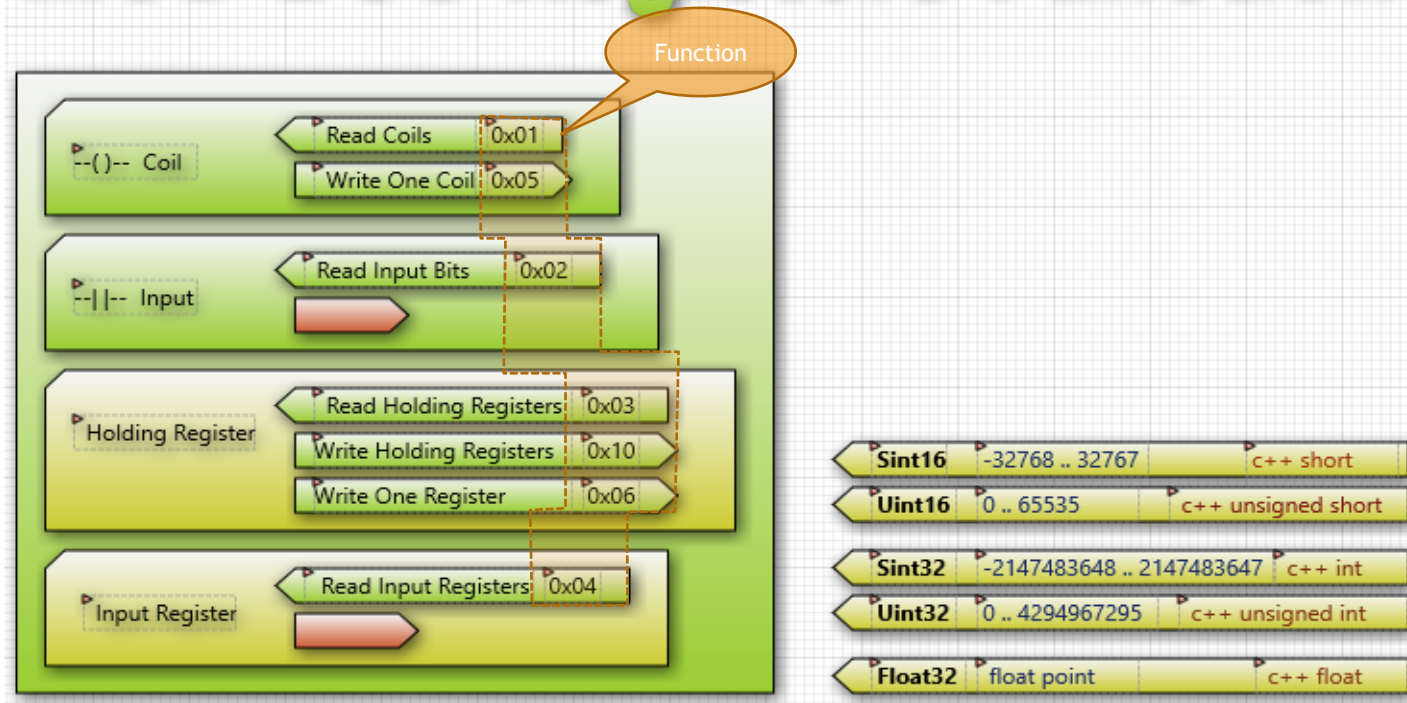 Function
--( )-- Coil
Read Coils 0x01
Write One Coil 0x05
--| |-- Input
Read Input Bits 0x02
Holding Register
Read Holding Registers 0x03
Write Holding Registers 0x10
Write One Register 0x06
Input Register
Read Input Registers 0x04
Sint16 -32768 .. 32767 c++ short
Uint16 0 .. 65535 c++ unsigned short
Sint32 -2147483648 .. 2147483647 c++ int
Uint32 0 .. 4294967295 c++ unsigned int
Float32 float point c++ float